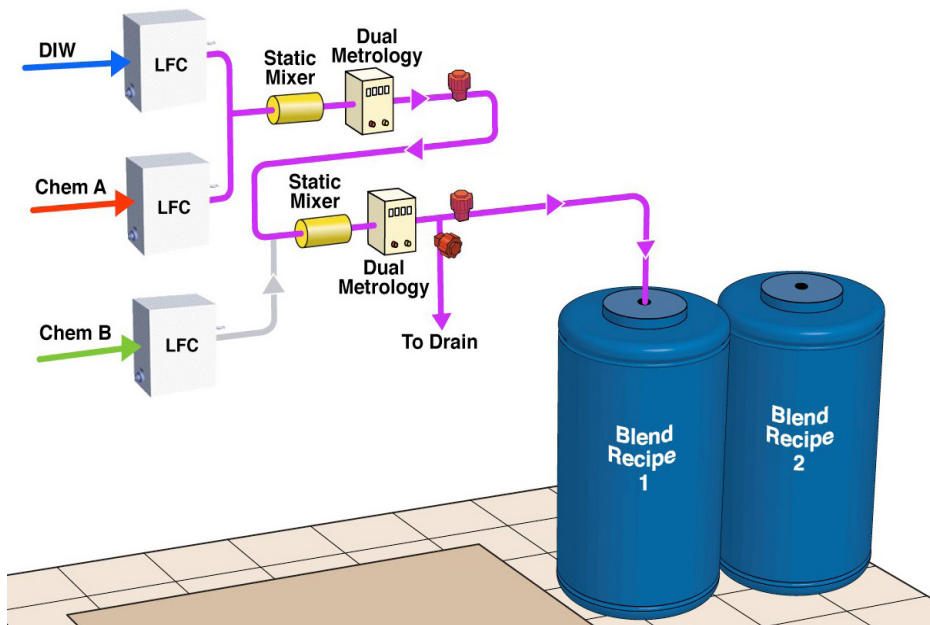 DIW
LFC
Static
Mixer
Dual
Metrology
Chem A
LFC
Static
Mixer
Dual
Metrology
Chem B
LFC
To Drain
Blend
Recipe
1
Blend
Recipe
2